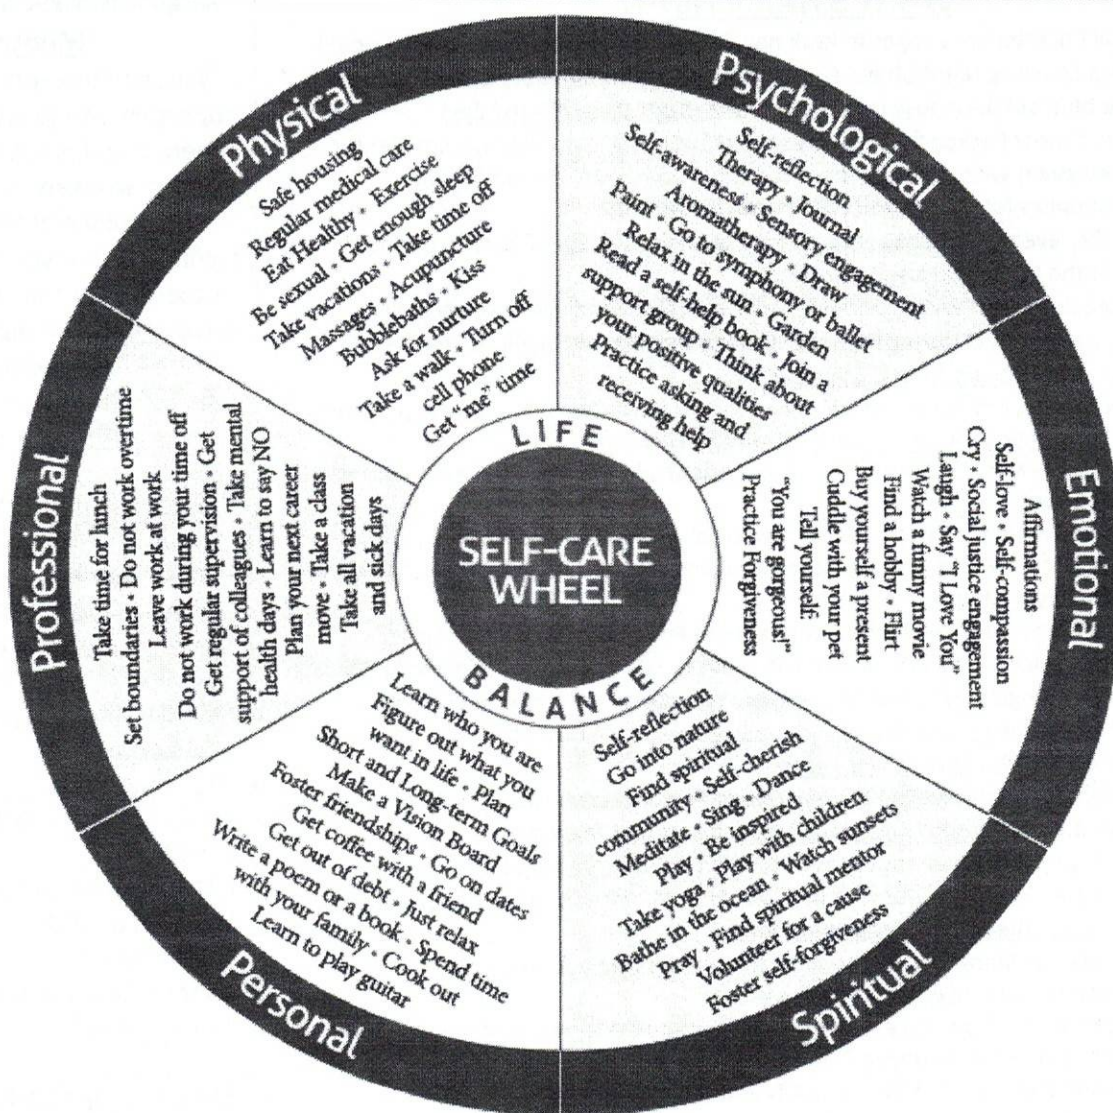 Physical
Safe housing
Regular medical care
Eat Healthy • Exercise
Be sexual • Get enough sleep
Take vacations • Take time off
Massages • Acupuncture
Bubblebaths • Kiss
Ask for nurture
Take a walk • Turn off
cell phone
Get "me" time
Psychological
Self-reflection
Therapy • Journal
Self-awareness • Sensory engagement
Aromatherapy • Draw
Paint • Go to symphony or ballet
Relax in the sun • Garden
Read a self-help book • Join a
support group • Think about
your positive qualities
Practice asking and
receiving help
Emotional
Affirmations
Self-love • Self-compassion
Cry • Social justice engagement
Laugh • Say "I Love You"
Watch a funny movie
Find a hobby • Flirt
Buy yourself a present
Cuddle with your pet
Tell yourself:
"You are gorgeous!"
Practice Forgiveness
Spiritual
Self-reflection
Go into nature
Find spiritual
community • Self-cherish
Meditate • Sing • Dance
Play • Be inspired
Take yoga • Play with children
Bathe in the ocean • Watch sunsets
Pray • Find spiritual mentor
Volunteer for a cause
Foster self-forgiveness
Personal
Learn who you are
Figure out what you
want in life • Plan
Short and Long-term Goals
Make a Vision Board
Foster friendships • Go on dates
Get coffee with a friend
Get out of debt • Just relax
Write a poem or a book • Spend time
with your family • Cook out
Learn to play guitar
Professional
Take time for lunch
Set boundaries • Do not work overtime
Leave work at work
Do not work during your time off
Get regular supervision • Get
support of colleagues • Take mental
health days • Learn to say NO
Plan your next career
move • Take a class
Take all vacation
and sick days
LIFE
SELF-CARE
WHEEL
BALANCE